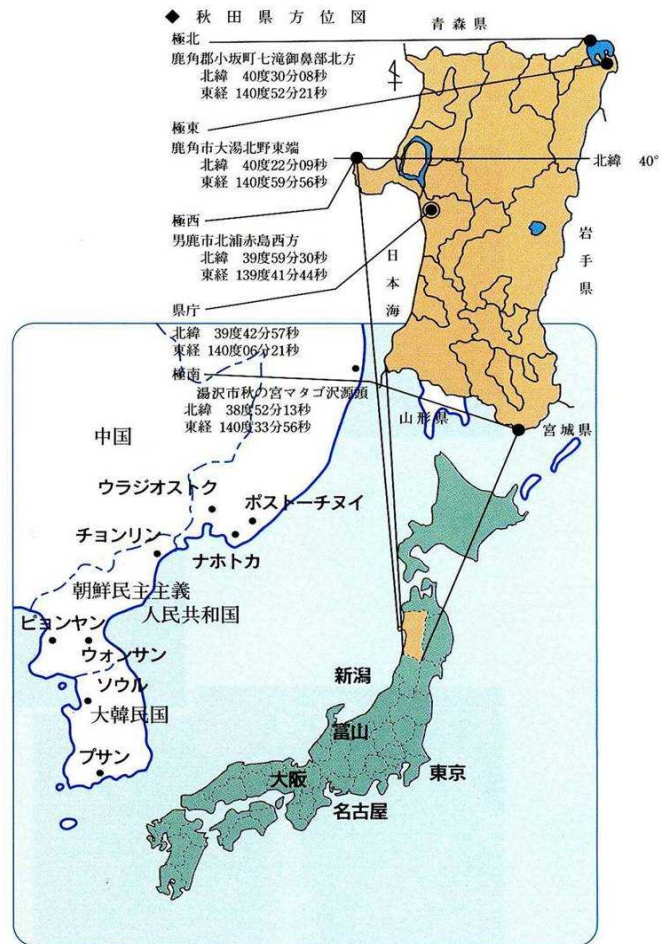 ◆ 秋田県方位図
青森県
極北
鹿角郡小坂町七滝御鼻部北方
北緯 40度30分08秒
東経 140度52分21秒
極東
鹿角市大湯北野東端
北緯 40度22分09秒
東経 140度59分56秒
北緯 40°
極西
男鹿市北浦赤島西方
北緯 39度59分30秒
東経 139度41分44秒
日本海
岩手県
県庁
北緯 39度42分57秒
東経 140度06分21秒
極南
湯沢市秋の宮マタゴ沢源頭
北緯 38度52分13秒
東経 140度33分56秒
山形県
宮城県
中国
ウラジオストク
ボストーチヌイ
チョンリン
ナホトカ
朝鮮民主主義
人民共和国
ピョンヤン
ウォンサン
ソウル
大韓民国
プサン
新潟
富山
大阪
東京
名古屋